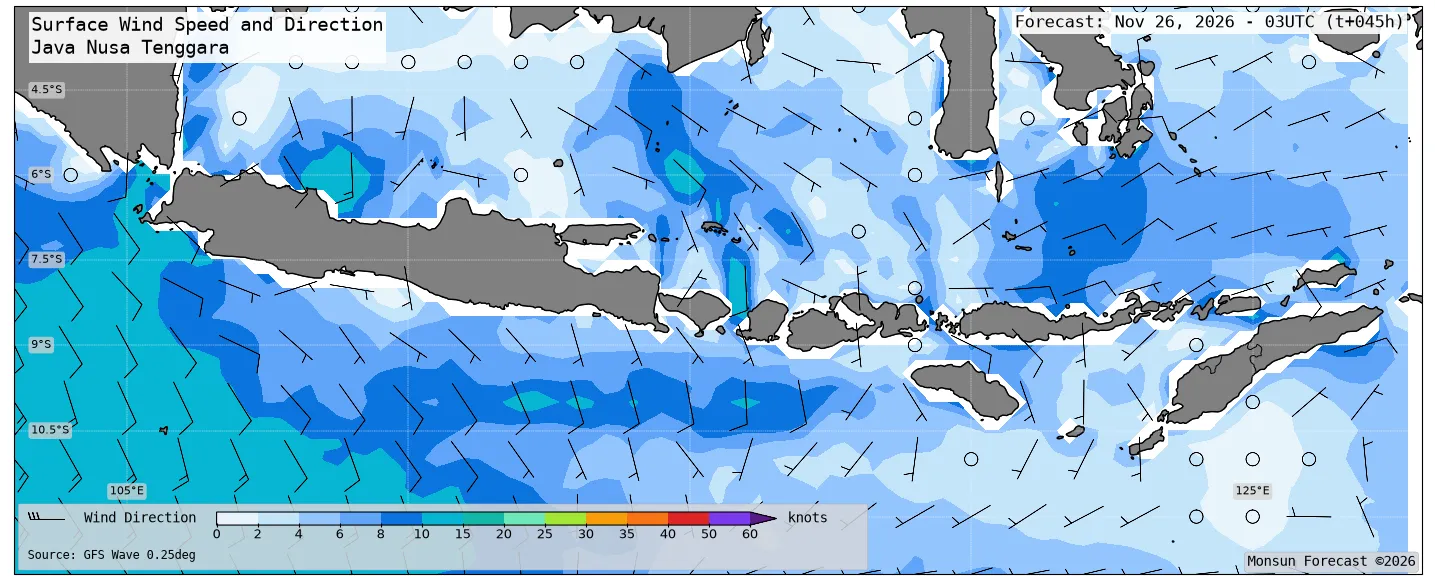 Surface Wind Speed and Direction
Java Nusa Tenggara
Forecast: Nov 26, 2026 - 03UTC (t+045h)
4.5°S
6°S
7.5°S
9°S
10.5°S
105°E
125°E
Wind Direction
0 2 4 6 8 10 15 20 25 30 35 40 50 60
knots
Source: GFS Wave 0.25deg
Monsun Forecast ©2026